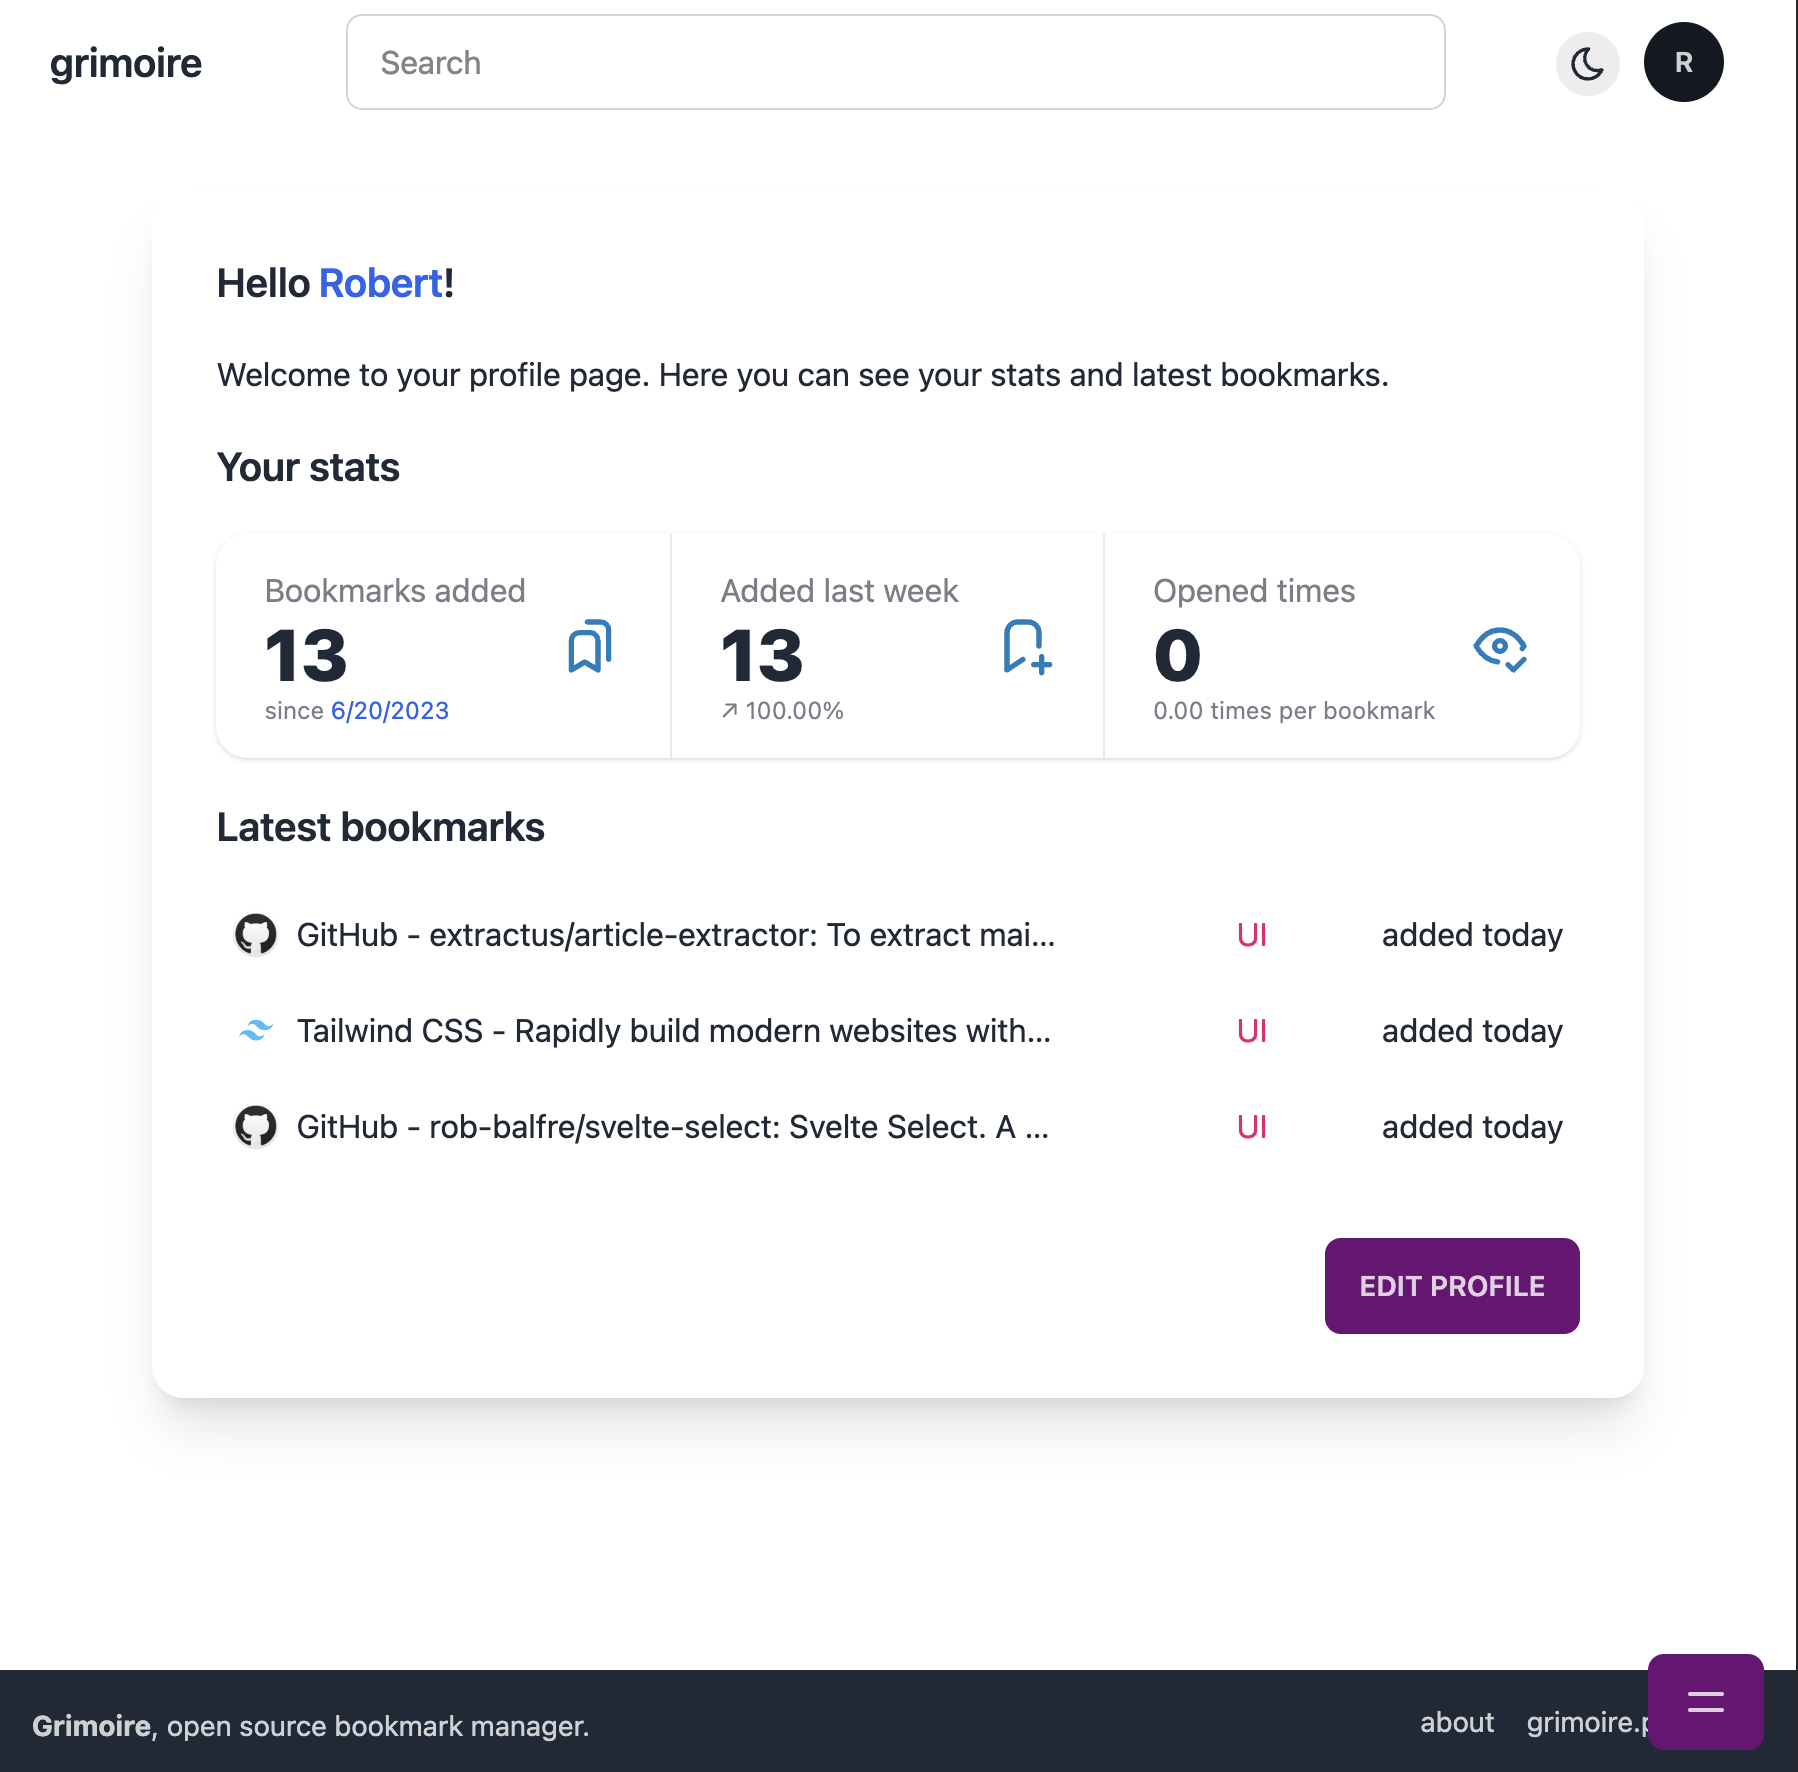 grimoire
Search
R
Hello Robert!
Welcome to your profile page. Here you can see your stats and latest bookmarks.
Your stats
Bookmarks added
13
since 6/20/2023
Added last week
13
↗ 100.00%
Opened times
0
0.00 times per bookmark
Latest bookmarks
GitHub - extractus/article-extractor: To extract mai... UI added today
Tailwind CSS - Rapidly build modern websites with... UI added today
GitHub - rob-balfre/svelte-select: Svelte Select. A ... UI added today
EDIT PROFILE
Grimoire, open source bookmark manager.
about grimoire.p